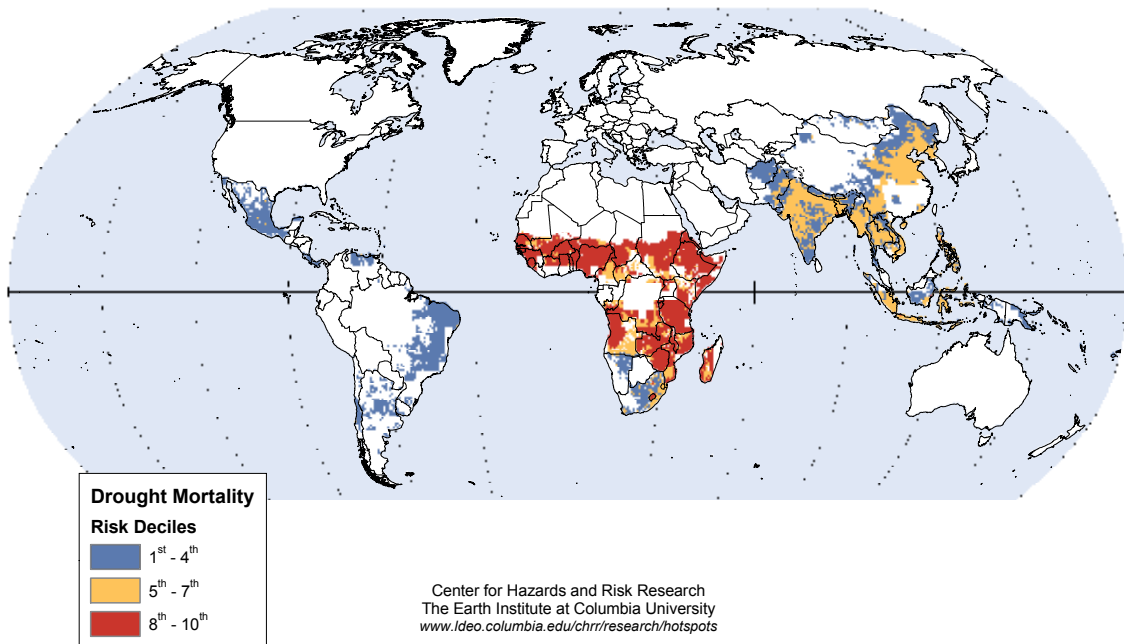 Drought Mortality
Risk Deciles
1st - 4th
5th - 7th
8th - 10th
Center for Hazards and Risk Research
The Earth Institute at Columbia University
www.ldeo.columbia.edu/chrr/research/hotspots